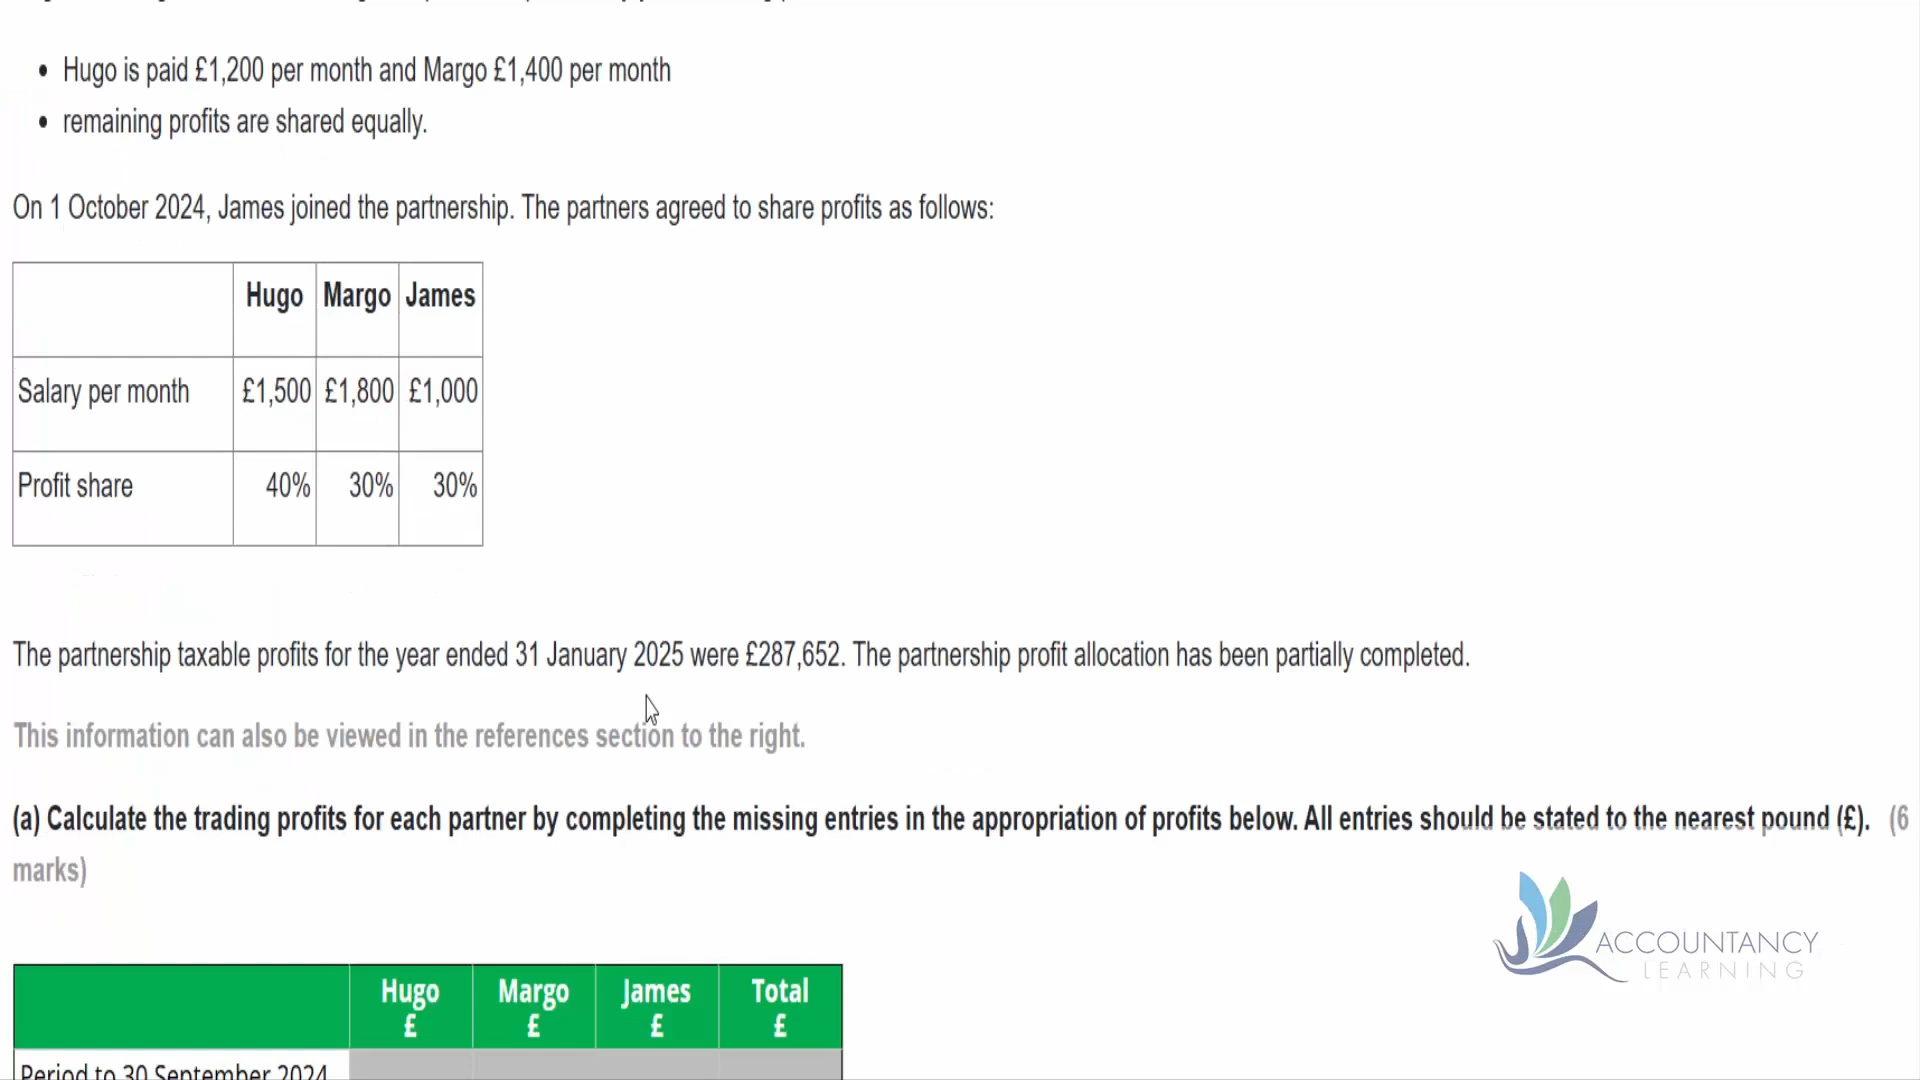 Hugo is paid £1,200 per month and Margo £1,400 per month
remaining profits are shared equally.
On 1 October 2024, James joined the partnership. The partners agreed to share profits as follows:
Hugo Margo James
Salary per month £1,500 £1,800 £1,000
Profit share 40% 30% 30%
The partnership taxable profits for the year ended 31 January 2025 were £287,652. The partnership profit allocation has been partially completed.
This information can also be viewed in the references section to the right.
(a) Calculate the trading profits for each partner by completing the missing entries in the appropriation of profits below. All entries should be stated to the nearest pound (£). (6
marks)
ACCOUNTANCY
LEARNING
Hugo Margo James Total
£ £ £ £
Period to 30 September 2024